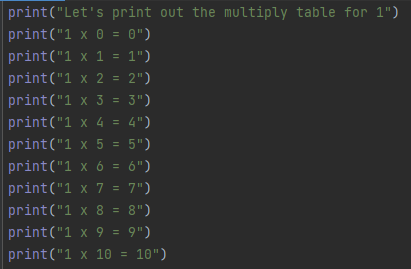 print("Let's print out the multiply table for 1")
print("1 x 0 = 0")
print("1 x 1 = 1")
print("1 x 2 = 2")
print("1 x 3 = 3")
print("1 x 4 = 4")
print("1 x 5 = 5")
print("1 x 6 = 6")
print("1 x 7 = 7")
print("1 x 8 = 8")
print("1 x 9 = 9")
print("1 x 10 = 10")